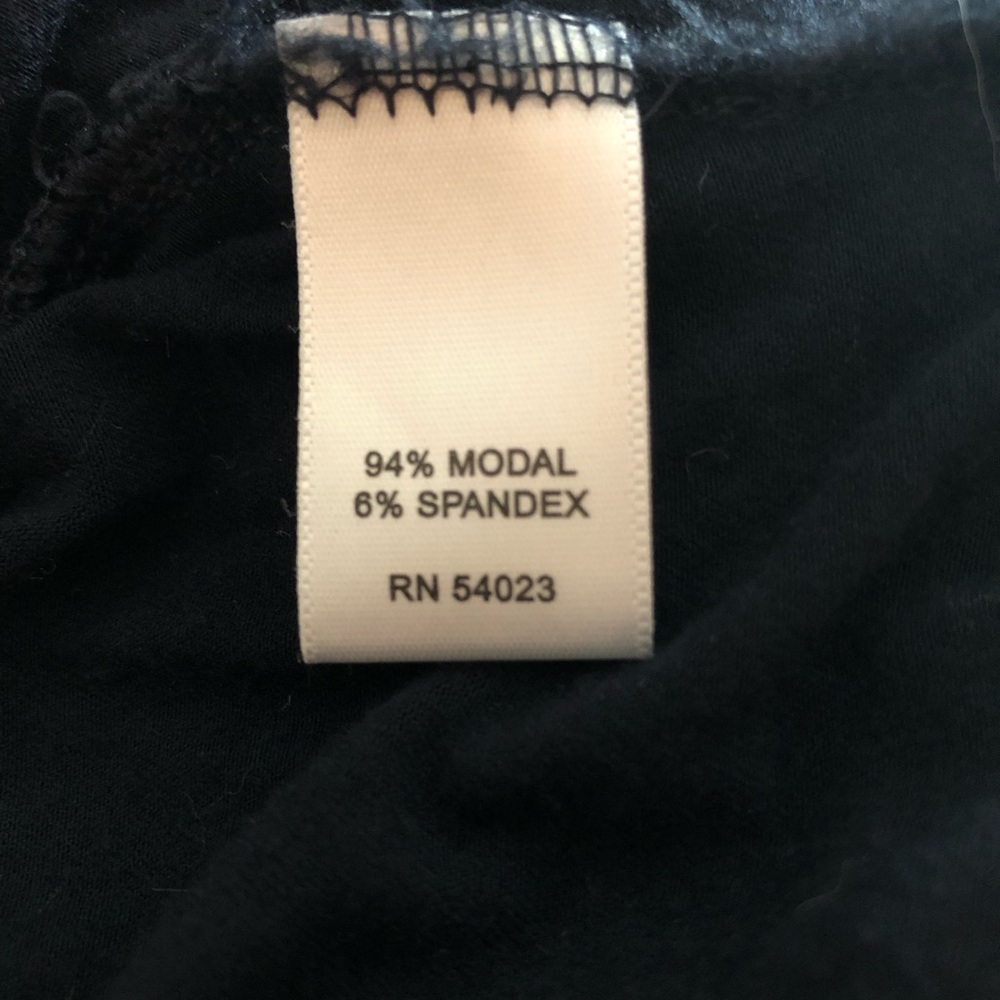 94% MODAL
6% SPANDEX
RN 54023